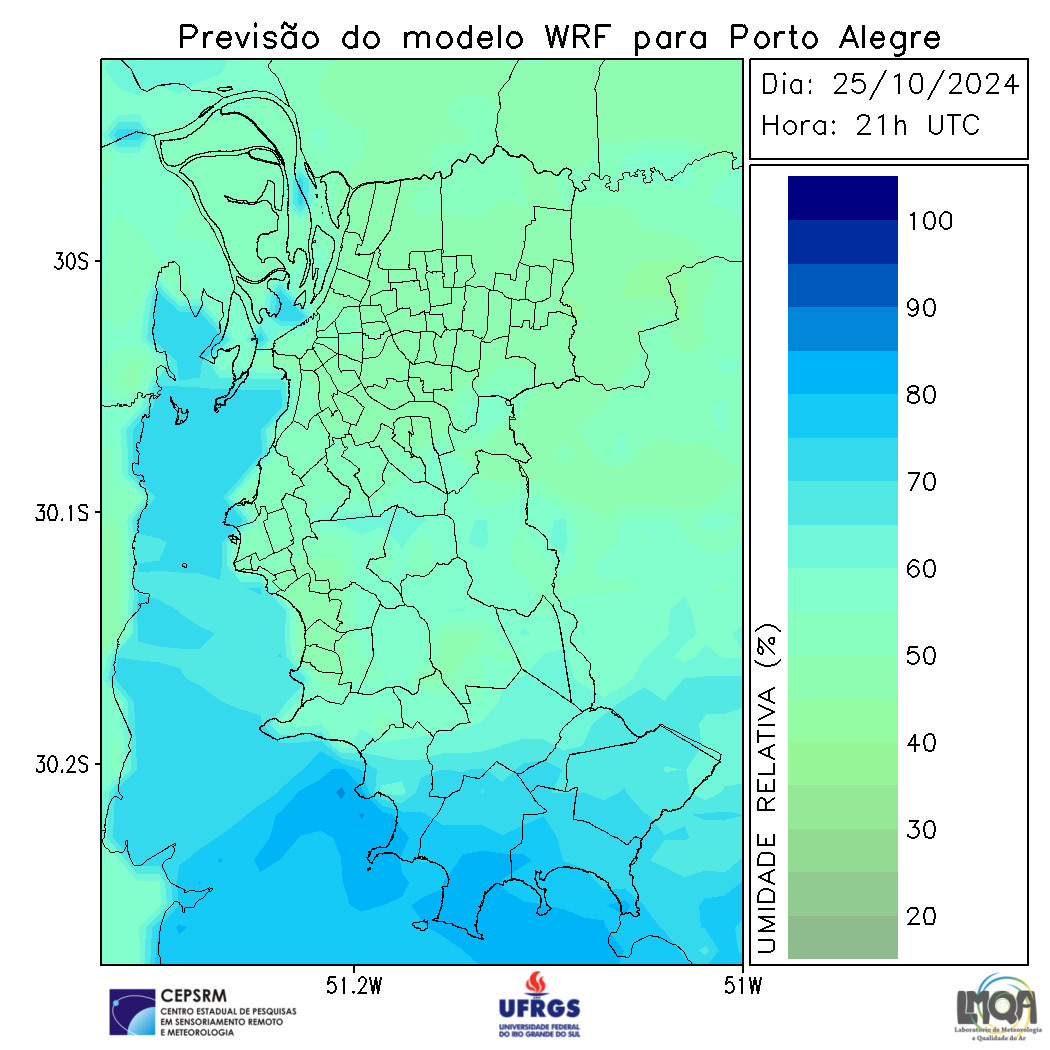 Previsão do modelo WRF para Porto Alegre
Dia: 25/10/2024
Hora: 21h UTC
30S
30.1S
30.2S
51.2W
51W
100
90
80
70
60
50
40
30
20
UMIDADE RELATIVA (%)
CEPSRM
CENTRO ESTADUAL DE PESQUISAS
EM SENSORIAMENTO REMOTO
E METEOROLOGIA
UFRGS
UNIVERSIDADE FEDERAL
DO RIO GRANDE DO SUL
LMQA
Laboratório de Meteorologia
e Qualidade do Ar